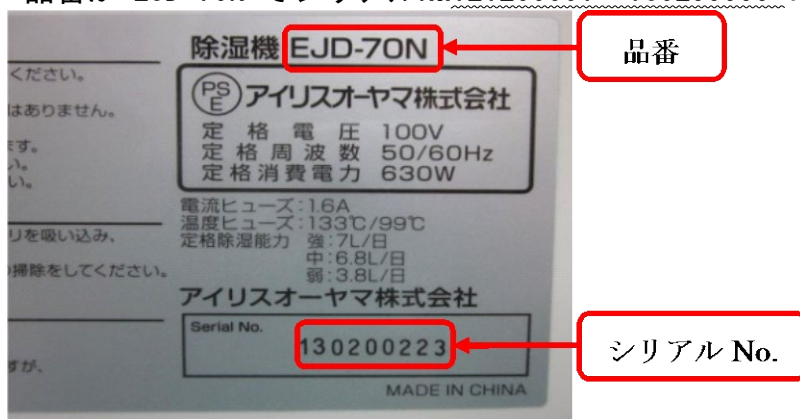 除湿機 EJD-70N
品番
ください。
PSE アイリスオーヤマ株式会社
はありません。
定格電圧 100V
定格周波数 50/60Hz
定格消費電力 630W
ます。
い。
さい。
電流ヒューズ:1.6A
温度ヒューズ:133℃/99℃
リを吸い込み、
定格除湿能力 強:7L/日
中:6.8L/日
弱:3.8L/日
掃除をしてください。
アイリスオーヤマ株式会社
Serial No.
130200223
シリアル No.
すが、
MADE IN CHINA